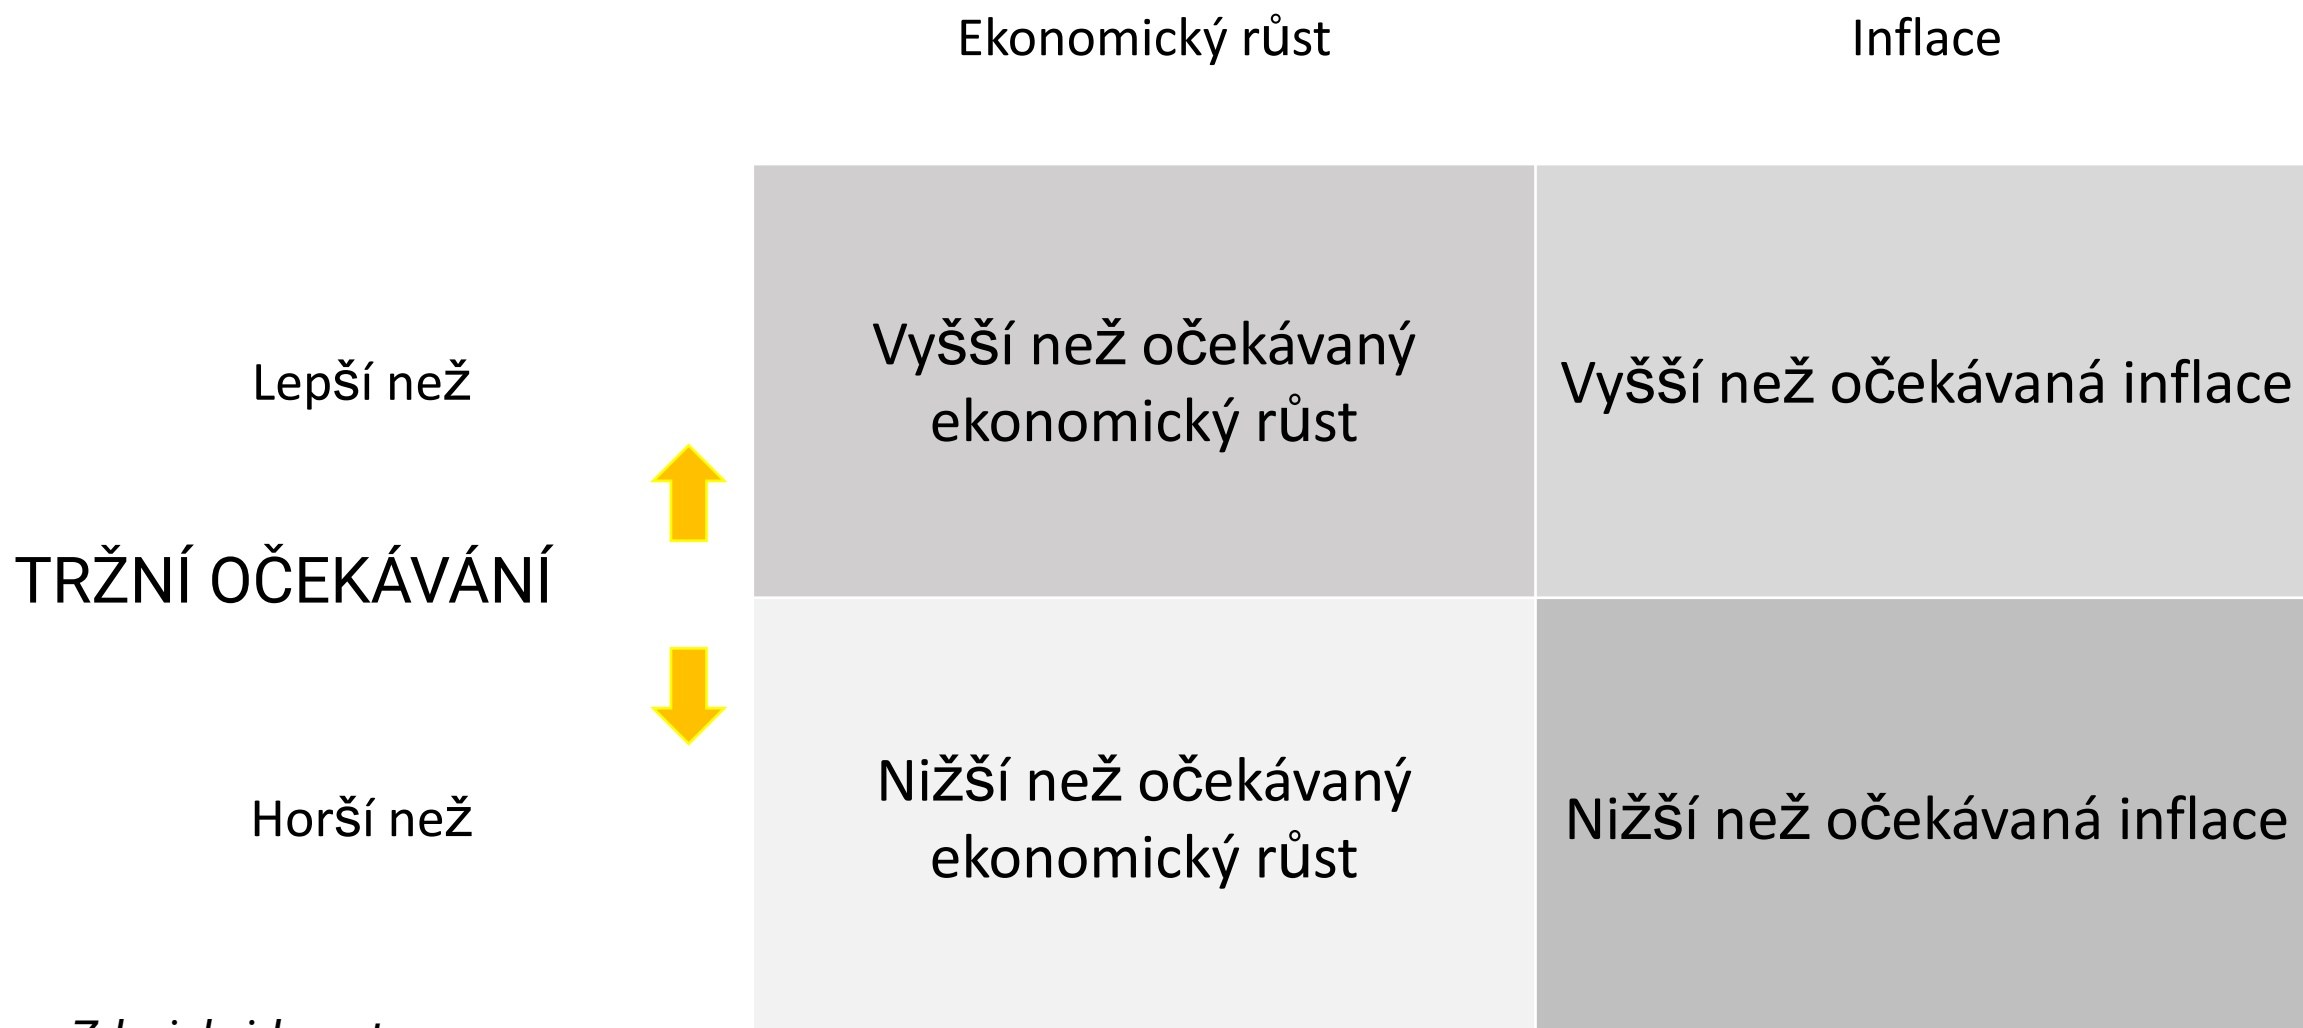 Ekonomický růst
Inflace
Lepší než
Vyšší než očekávaný
ekonomický růst
Vyšší než očekávaná inflace
TRŽNÍ OČEKÁVÁNÍ
Horší než
Nižší než očekávaný
ekonomický růst
Nižší než očekávaná inflace